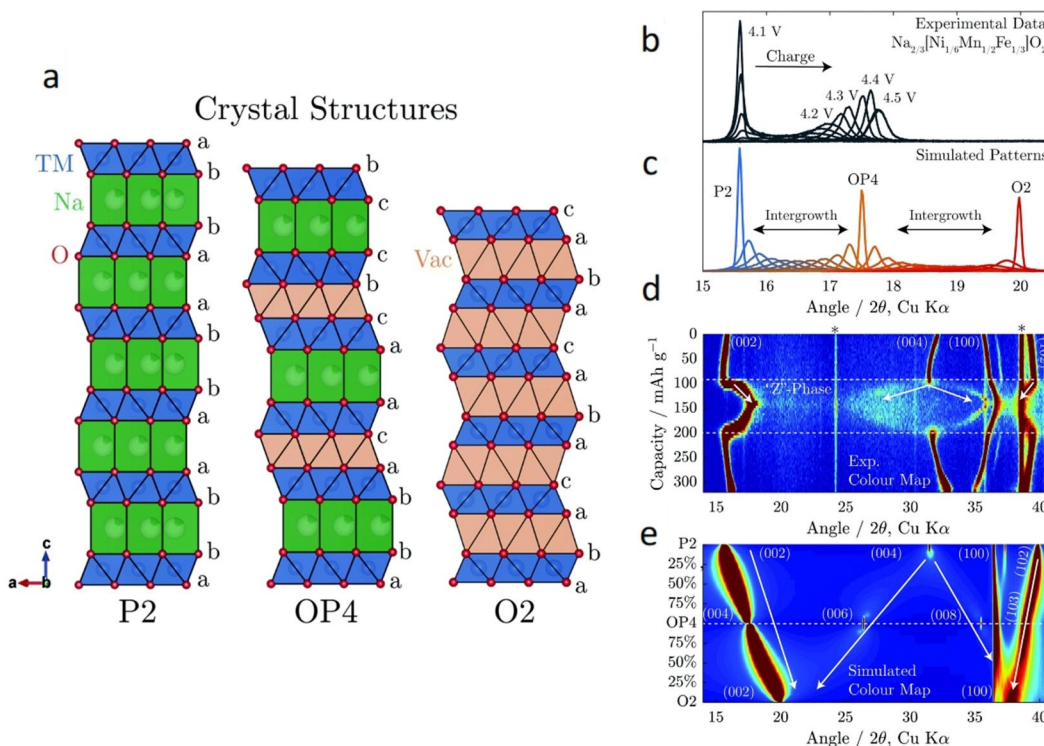 a
Crystal Structures
TM
Na
O
a
b
b
a
b
b
a
a
b
b
a
P2
b
c
c
b
c
a
a
c
a
b
b
a
OP4
Vac
c
a
b
b
c
c
a
a
b
b
O2
c
a
b
b
Experimental Data
Na2/3[Ni1/6Mn1/2Fe1/3]O2
4.1 V
Charge
4.2 V
4.3 V
4.4 V
4.5 V
c
Simulated Patterns
P2
OP4
O2
Intergrowth
Intergrowth
15 16 17 18 19 20
Angle / 2θ, Cu Kα
d
* *
(002) (004) (100)
"Z"-Phase
Exp.
Colour Map
Capacity / mAh g−1
0
50
100
150
200
250
300
15 20 25 30 35 40
Angle / 2θ, Cu Kα
e
P2
25%
50%
75%
OP4
75%
50%
25%
O2
(002) (004) (100) (102)
(103)
(004) (006) (008)
(002) (100)
Simulated
Colour Map
15 20 25 30 35 40
Angle / 2θ, Cu Kα